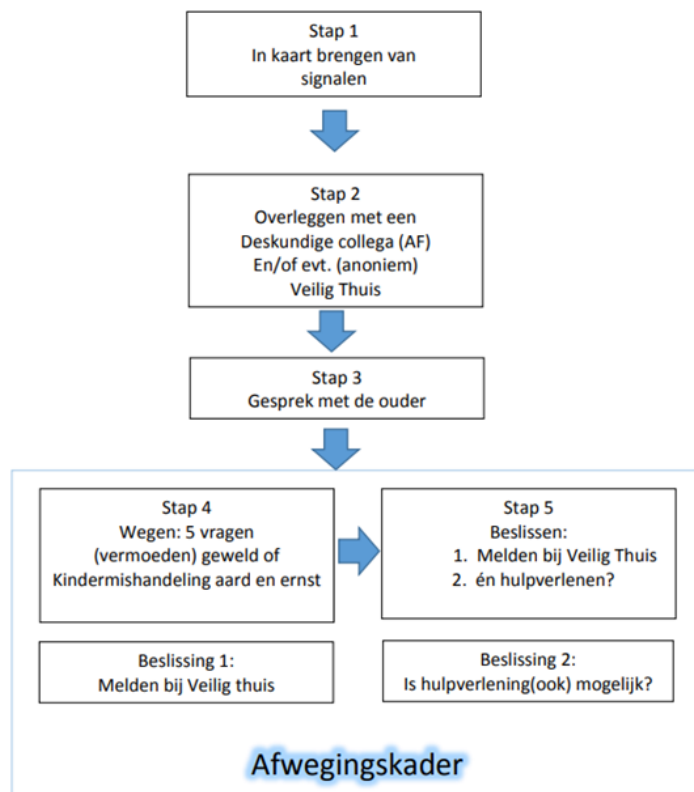 Stap 1
In kaart brengen van
signalen
Stap 2
Overleggen met een
Deskundige collega (AF)
En/of evt. (anoniem)
Veilig Thuis
Stap 3
Gesprek met de ouder
Stap 4
Wegen: 5 vragen
(vermoeden) geweld of
Kindermishandeling aard en ernst
Stap 5
Beslissen:
1. Melden bij Veilig Thuis
2. én hulpverlenen?
Beslissing 1:
Melden bij Veilig thuis
Beslissing 2:
Is hulpverlening(ook) mogelijk?
Afwegingskader